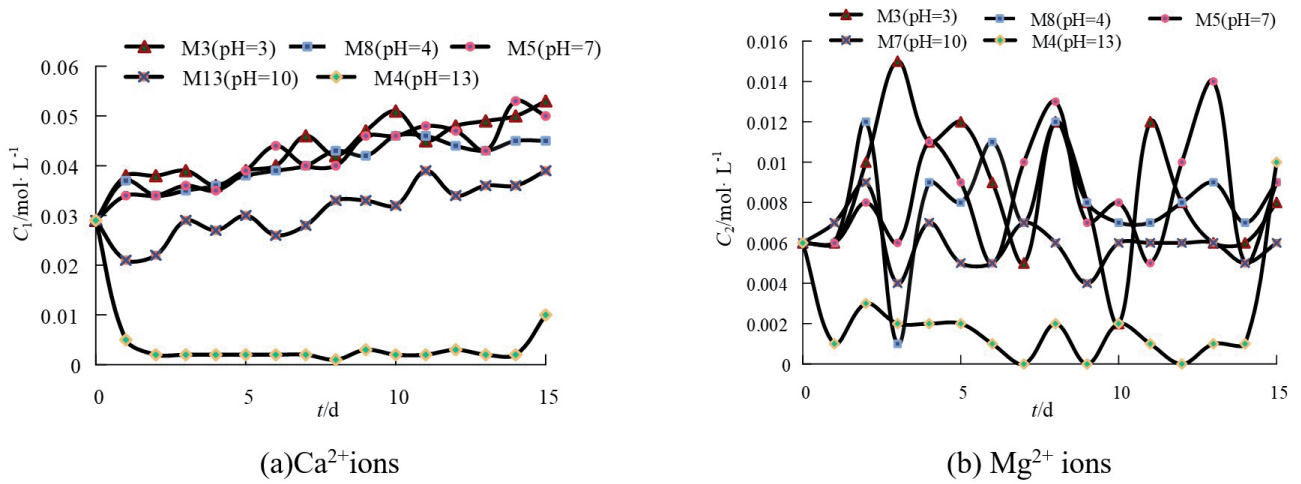 M3(pH=3) M8(pH=4) M5(pH=7)
M13(pH=10) M4(pH=13)
0.06
0.05
0.04
0.03
0.02
0.01
0
C₁/mol· L⁻¹
0 5 10 15
t/d
(a)Ca²⁺ions
M3(pH=3) M8(pH=4) M5(pH=7)
M7(pH=10) M4(pH=13)
0.016
0.014
0.012
0.010
0.008
0.006
0.004
0.002
0
C₂/mol· L⁻¹
0 5 10 15
t/d
(b) Mg²⁺ ions